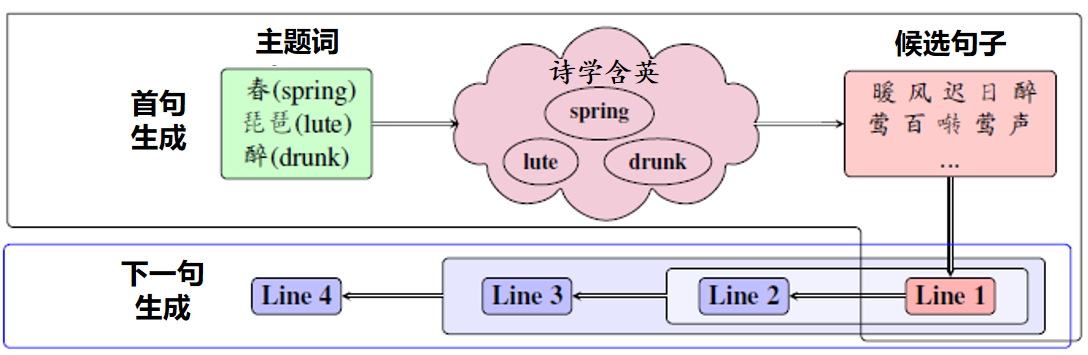 主题词
候选句子
首句
生成
春(spring)
琵琶(lute)
醉(drunk)
诗学含英
spring
lute
drunk
暖 风 迟 日 醉
莺 百 啭 莺 声
...
下一句
生成
Line 4
Line 3
Line 2
Line 1